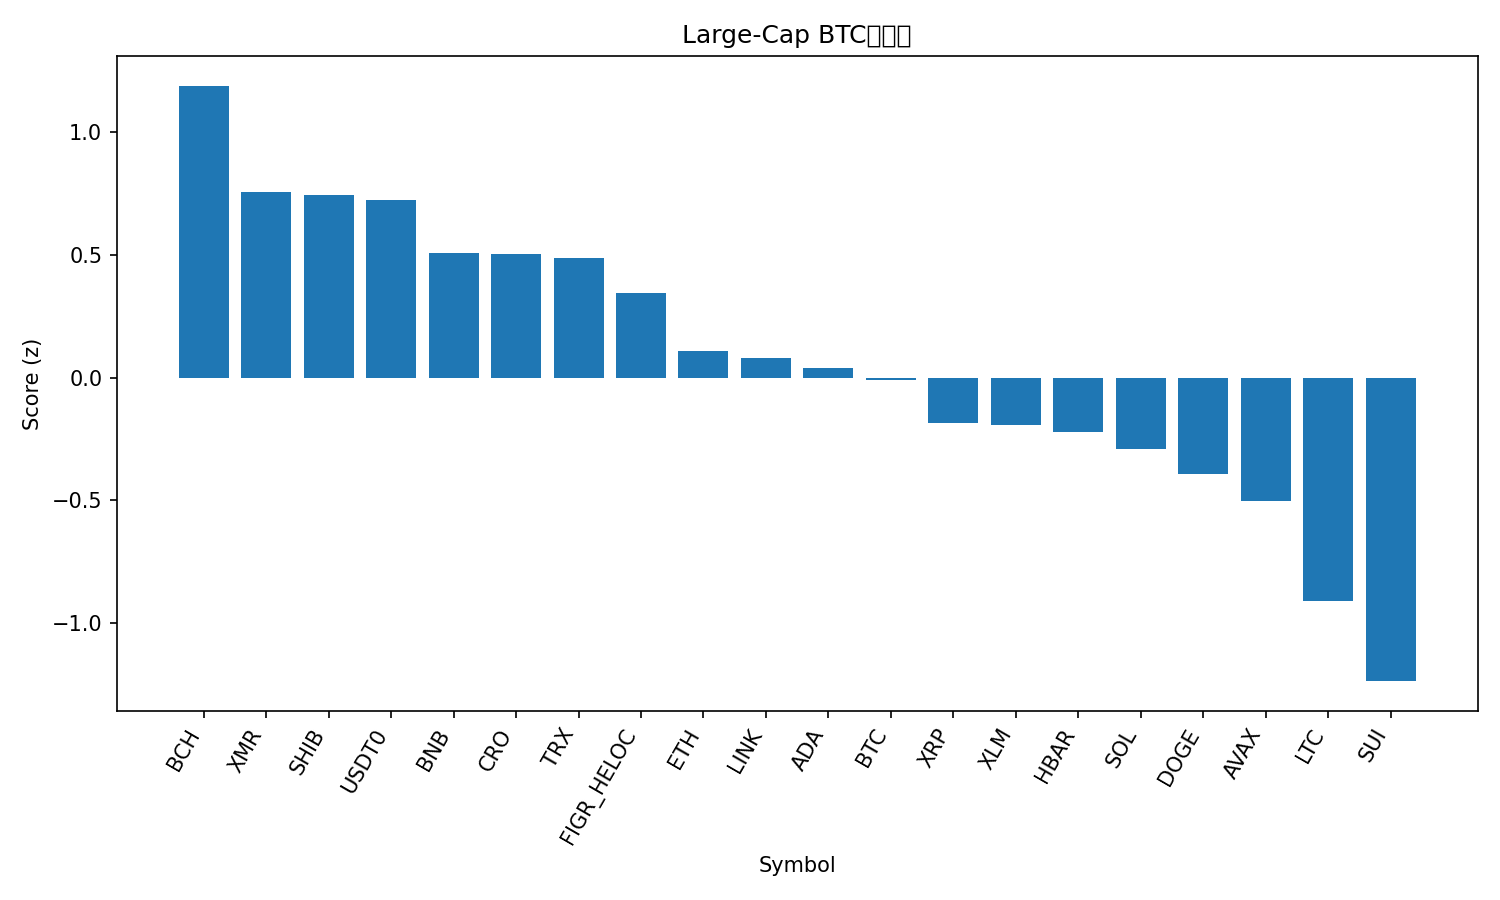 Large-Cap BTC
Score (z)
1.0
0.5
0.0
−0.5
−1.0
BCH
XMR
SHIB
USDT0
BNB
CRO
TRX
FIGR_HELOC
ETH
LINK
ADA
BTC
XRP
XLM
HBAR
SOL
DOGE
AVAX
LTC
SUI
Symbol